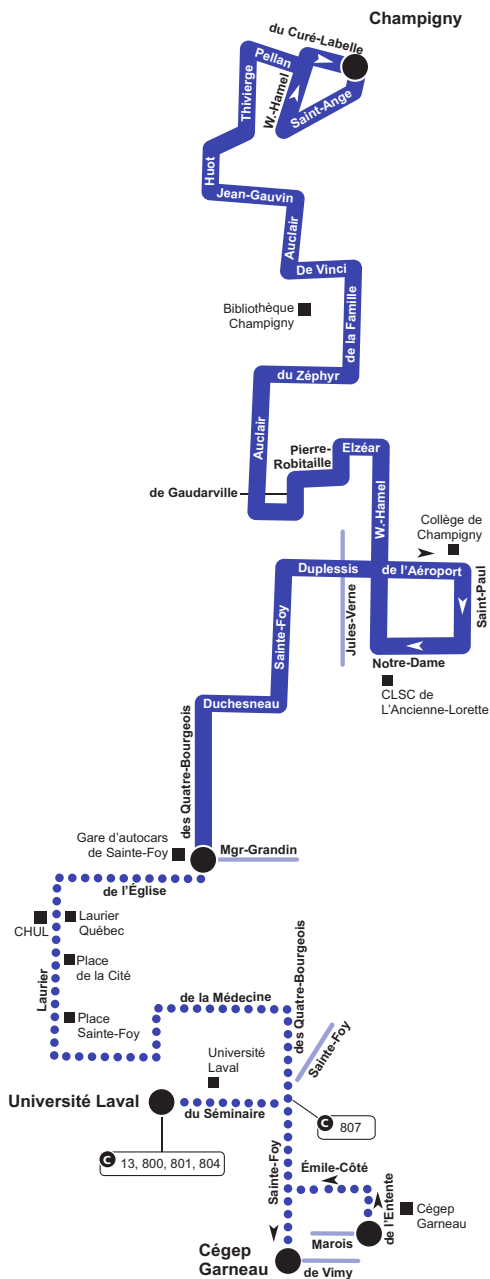 Champigny
du Curé-Labelle
Pellan
W.-Hamel
Saint-Ange
Thivierge
Huot
Jean-Gauvin
Auclair
De Vinci
Bibliothèque
Champigny
de la Famille
du Zéphyr
Auclair
Pierre-
Robitaille
Elzéar
de Gaudarville
W.-Hamel
Collège de
Champigny
Duplessis
de l'Aéroport
Saint-Paul
Jules-Verne
Sainte-Foy
Notre-Dame
CLSC de
L'Ancienne-Lorette
Duchesneau
des Quatre-Bourgeois
Gare d'autocars
de Sainte-Foy
Mgr-Grandin
de l'Église
CHUL
Laurier
Québec
Place
de la Cité
Laurier
Place
Sainte-Foy
de la Médecine
des Quatre-Bourgeois
Sainte-Foy
Université
Laval
Université Laval
du Séminaire
C 807
C 13, 800, 801, 804
Sainte-Foy
Émile-Côté
de l'Entente
Cégep
Garneau
Marois
Cégep
Garneau
de Vimy